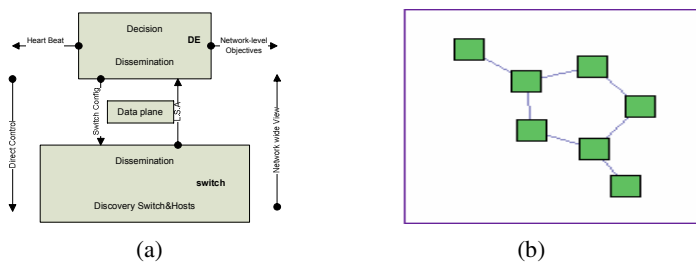 Decision
Heart Beat
DE
Network-level
Objectives
Dissemination
Direct Control
Switch Config.
Data plane
L.S.A
Network wide View
Dissemination
switch
Discovery Switch&Hosts
(a)
(b)